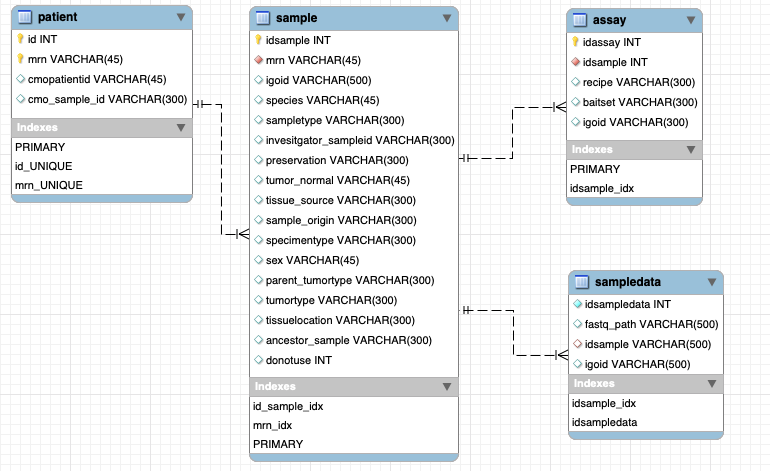 patient
id INT
mrn VARCHAR(45)
cmopatientid VARCHAR(45)
cmo_sample_id VARCHAR(300)
Indexes
PRIMARY
id_UNIQUE
mrn_UNIQUE
sample
idsample INT
mrn VARCHAR(45)
igoid VARCHAR(500)
species VARCHAR(45)
sampletype VARCHAR(300)
invesitgator_sampleid VARCHAR(300)
preservation VARCHAR(300)
tumor_normal VARCHAR(45)
tissue_source VARCHAR(300)
sample_origin VARCHAR(300)
specimentype VARCHAR(300)
sex VARCHAR(45)
parent_tumortype VARCHAR(300)
tumortype VARCHAR(300)
tissuelocation VARCHAR(300)
ancestor_sample VARCHAR(300)
donotuse INT
Indexes
id_sample_idx
mrn_idx
PRIMARY
assay
idassay INT
idsample INT
recipe VARCHAR(300)
baitset VARCHAR(300)
igoid VARCHAR(300)
Indexes
PRIMARY
idsample_idx
sampledata
idsampledata INT
fastq_path VARCHAR(500)
idsample VARCHAR(500)
igoid VARCHAR(500)
Indexes
idsample_idx
idsampledata